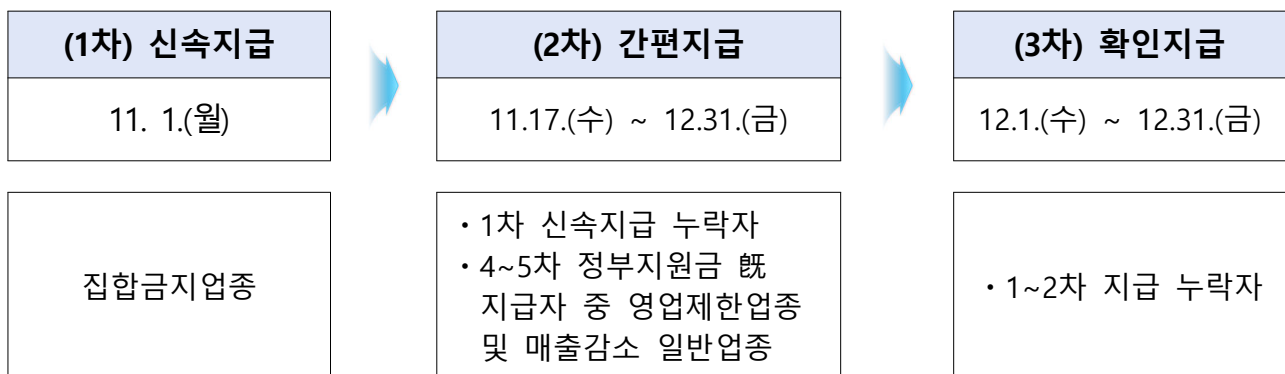 (1차) 신속지급
11. 1.(월)
집합금지업종
(2차) 간편지급
11.17.(수) ~ 12.31.(금)
・1차 신속지급 누락자
・4~5차 정부지원금 旣
지급자 중 영업제한업종
및 매출감소 일반업종
(3차) 확인지급
12.1.(수) ~ 12.31.(금)
・1~2차 지급 누락자